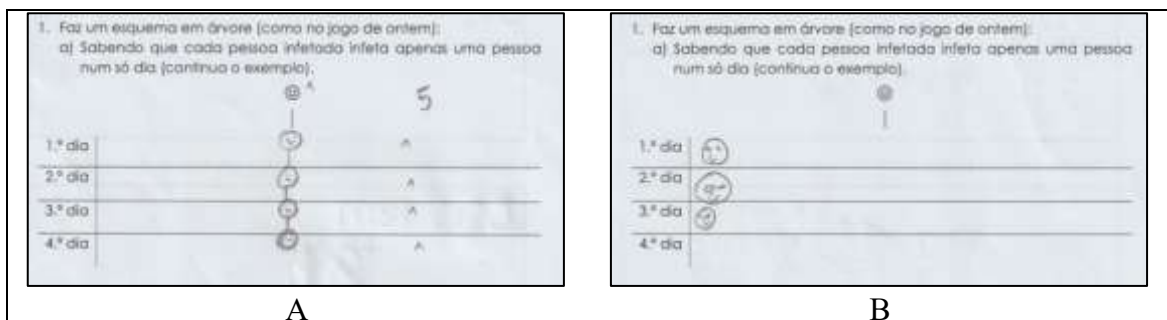 1. Faz um esquema em árvore (como no jogo de ontem):
a) Sabendo que cada pessoa infetada infeta apenas uma pessoa
num só dia (continua o exemplo).
5
1.º dia
2.º dia
3.º dia
4.º dia
A
1. Faz um esquema em árvore (como no jogo de ontem):
a) Sabendo que cada pessoa infetada infeta apenas uma pessoa
num só dia (continua o exemplo).
1.º dia
2.º dia
3.º dia
4.º dia
B